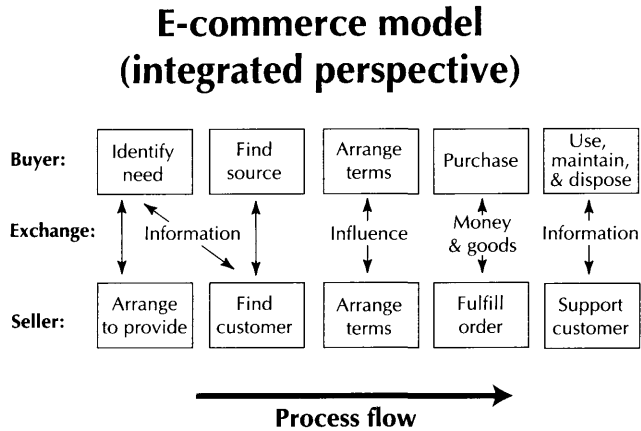 E-commerce model
(integrated perspective)
Buyer:
Identify
need
Find
source
Arrange
terms
Purchase
Use,
maintain,
& dispose
Exchange:
Information
Influence
Money
& goods
Information
Seller:
Arrange
to provide
Find
customer
Arrange
terms
Fulfill
order
Support
customer
Process flow